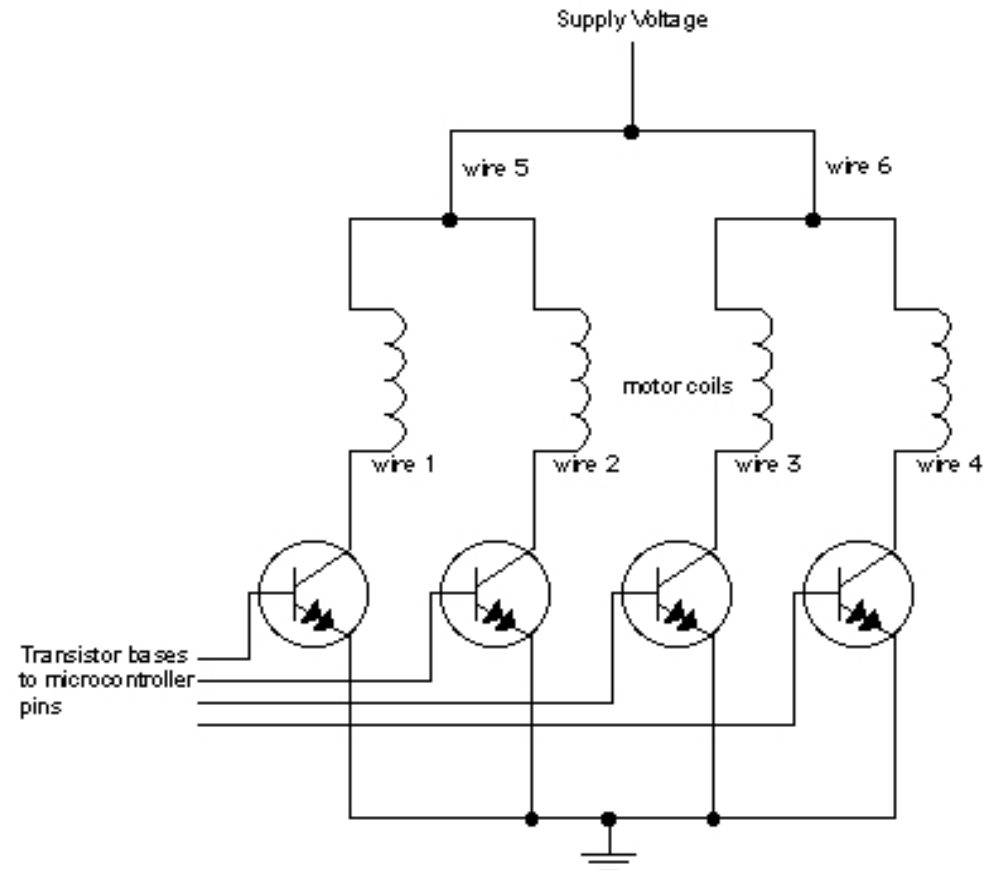 Supply Voltage
wire 5
wire 6
motor coils
wire 1
wire 2
wire 3
wire 4
Transistor bases
to microcontroller
pins